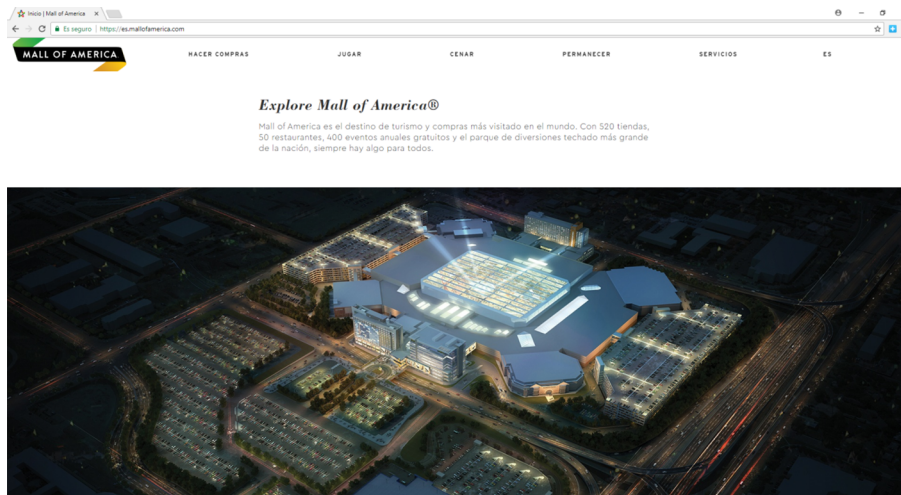 Inicio | Mall of America
Es seguro | https://es.mallofamerica.com
MALL OF AMERICA
HACER COMPRAS
JUGAR
CENAR
PERMANECER
SERVICIOS
ES
Explore Mall of America®
Mall of America es el destino de turismo y compras más visitado en el mundo. Con 520 tiendas,
50 restaurantes, 400 eventos anuales gratuitos y el parque de diversiones techado más grande
de la nación, siempre hay algo para todos.